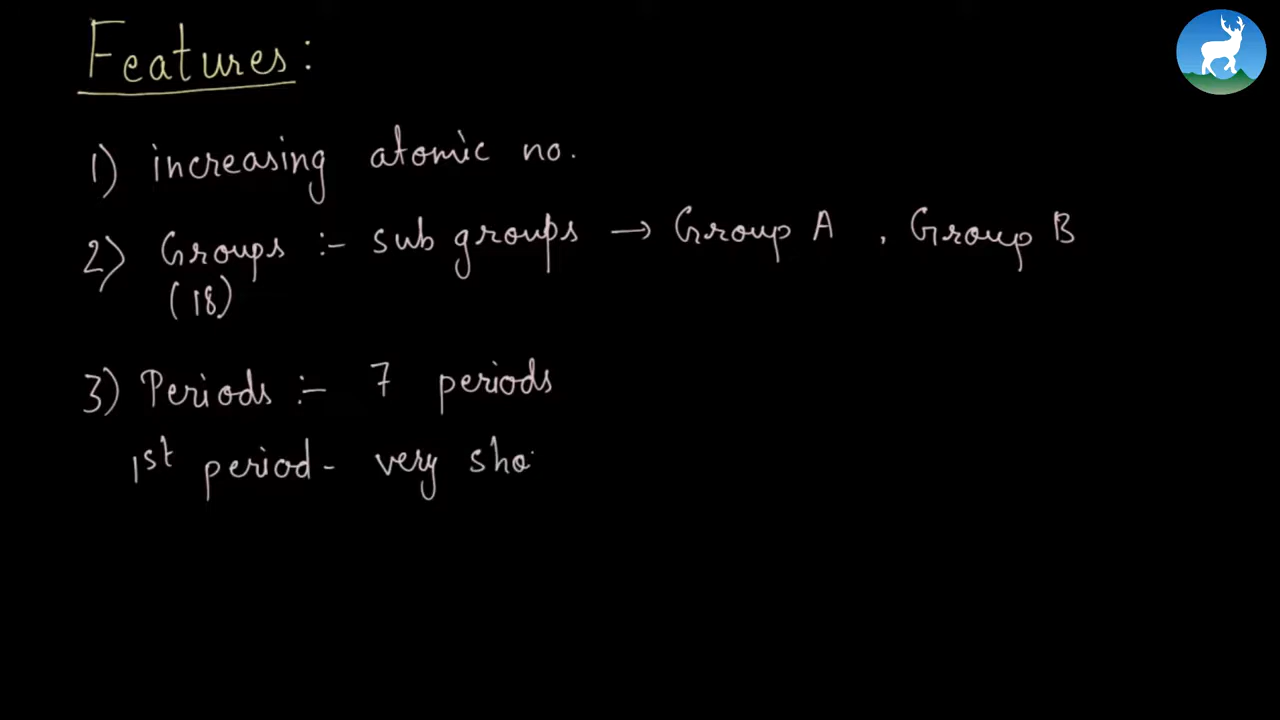 Features:
1) increasing atomic no.
2) Groups :- sub groups → Group A , Group B
(18)
3) Periods :- 7 periods
1st period - very sho